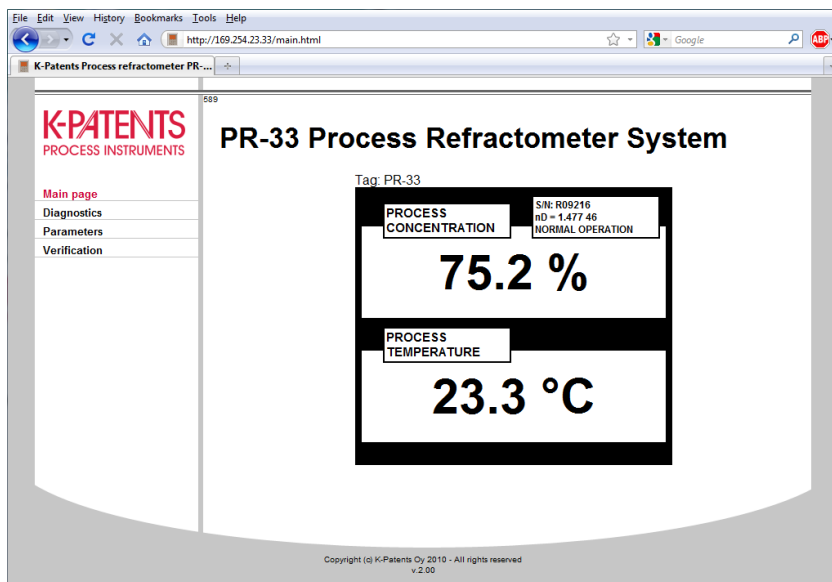 File Edit View History Bookmarks Tools Help
http://169.254.23.33/main.html
Google
ABP
K-Patents Process refractometer PR-...
589
K-PATENTS
PROCESS INSTRUMENTS
PR-33 Process Refractometer System
Main page
Diagnostics
Parameters
Verification
Tag: PR-33
PROCESS
CONCENTRATION
S/N: R09216
nD = 1.477 46
NORMAL OPERATION
75.2 %
PROCESS
TEMPERATURE
23.3 °C
Copyright (c) K-Patents Oy 2010 - All rights reserved
v.2.00